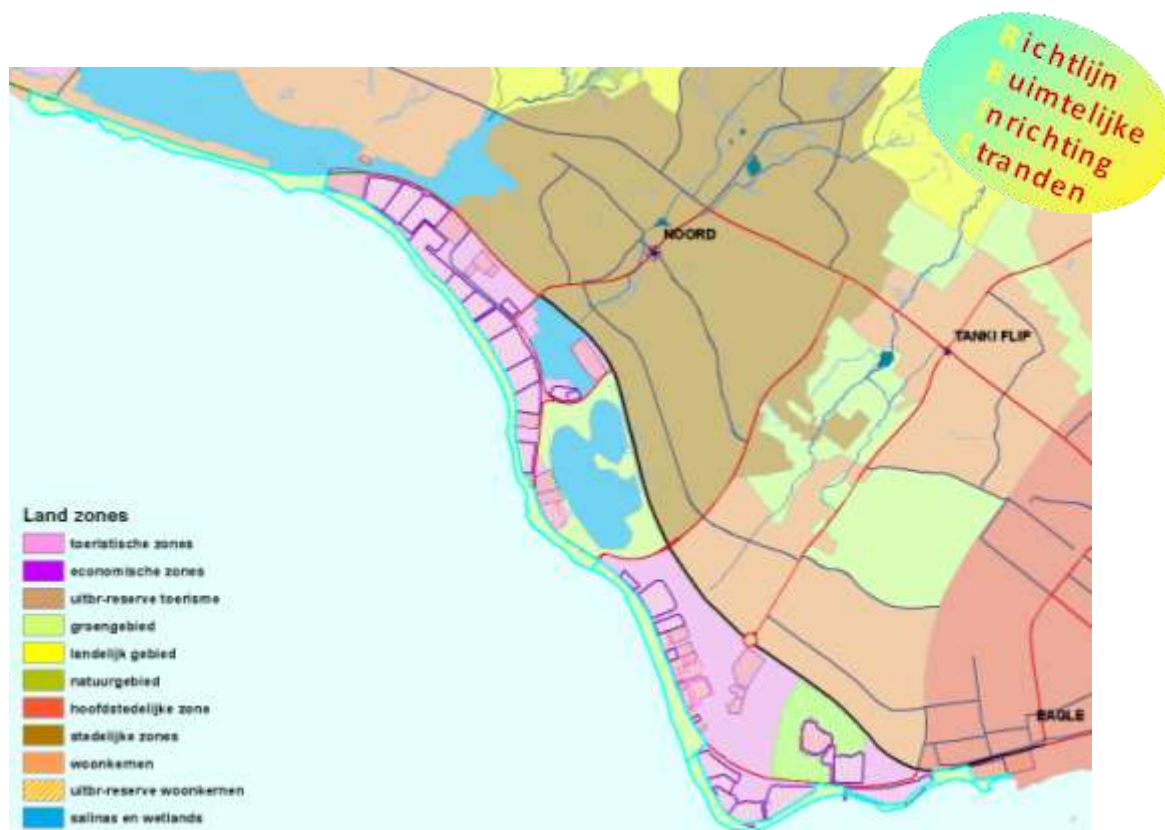 Richtlijn
Ruimtelijke
Inrichting
Stranden
NOORD
TANKI FLIP
EAGLE
Land zones
toeristische zones
economische zones
uitbr-reserve toerisme
groengebied
landelijk gebied
natuurgebied
hoofdstedelijke zone
stedelijke zones
woonkernen
uitbr-reserve woonkernen
salinas en wetlands